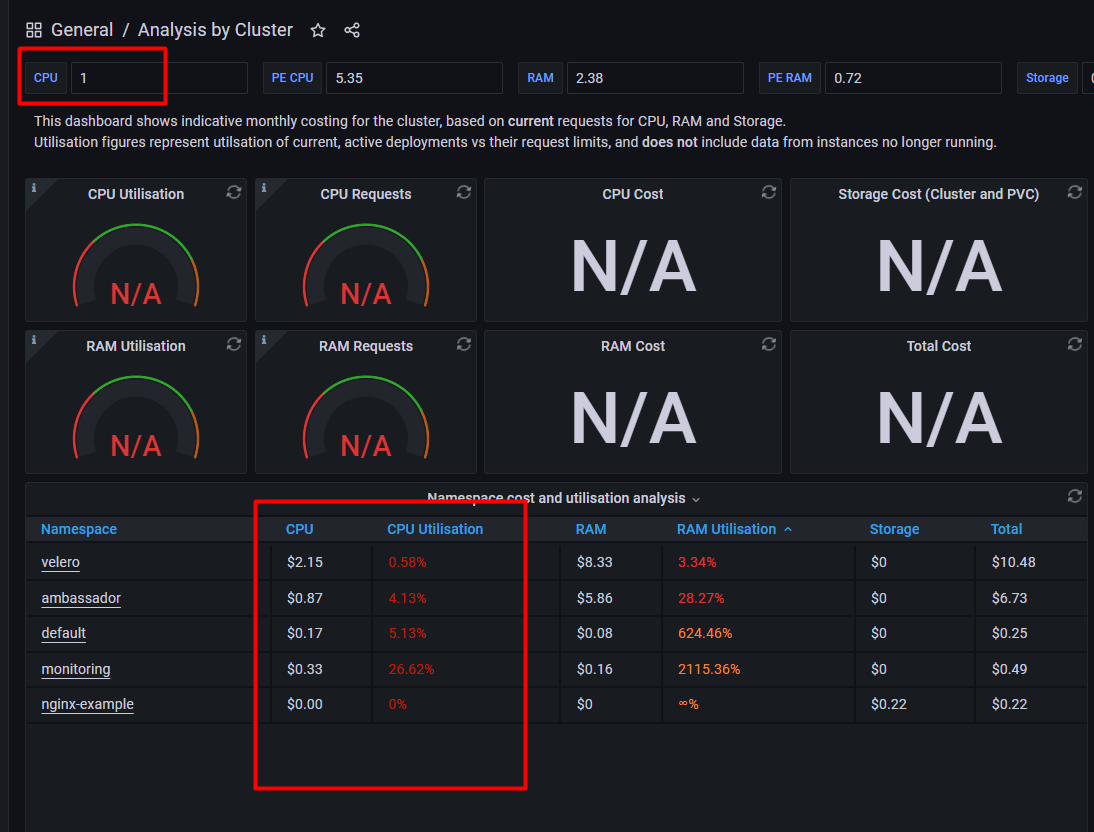 General / Analysis by Cluster
CPU 1 PE CPU 5.35 RAM 2.38 PE RAM 0.72 Storage
This dashboard shows indicative monthly costing for the cluster, based on current requests for CPU, RAM and Storage.
Utilisation figures represent utilsation of current, active deployments vs their request limits, and does not include data from instances no longer running.
i CPU Utilisation
N/A
i CPU Requests
N/A
CPU Cost
N/A
Storage Cost (Cluster and PVC)
N/A
i RAM Utilisation
N/A
i RAM Requests
N/A
RAM Cost
N/A
Total Cost
N/A
Namespace cost and utilisation analysis
Namespace CPU CPU Utilisation RAM RAM Utilisation Storage Total
velero $2.15 0.58% $8.33 3.34% $0 $10.48
ambassador $0.87 4.13% $5.86 28.27% $0 $6.73
default $0.17 5.13% $0.08 624.46% $0 $0.25
monitoring $0.33 26.62% $0.16 2115.36% $0 $0.49
nginx-example $0.00 0% $0 ∞% $0.22 $0.22